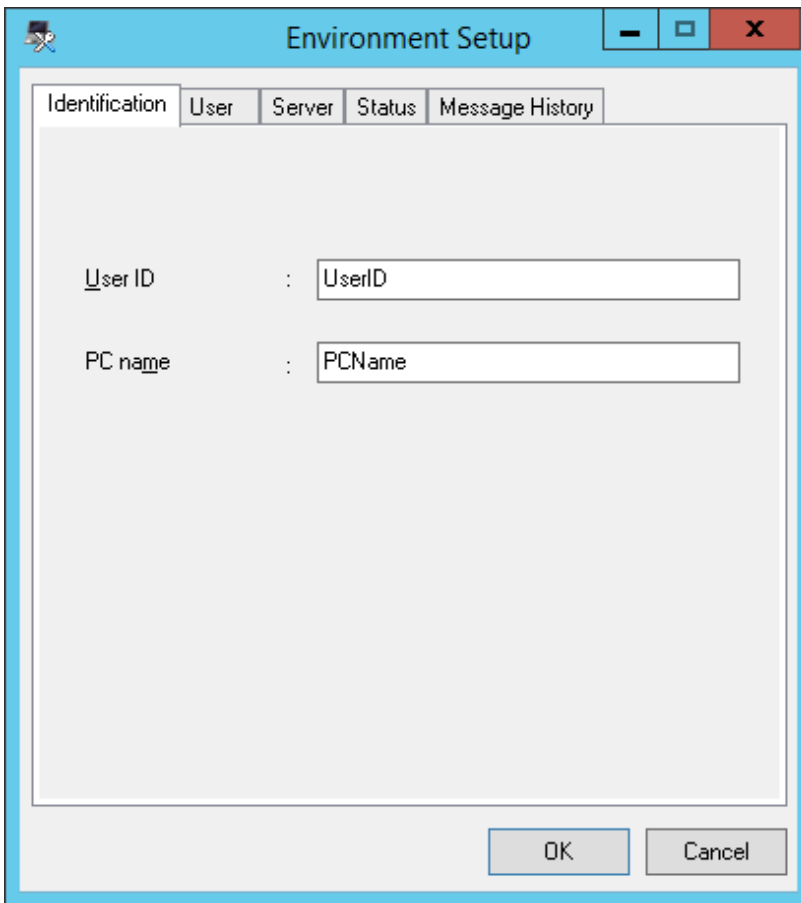 Environment Setup
Identification User Server Status Message History
User ID : UserID
PC name : PCName
OK Cancel